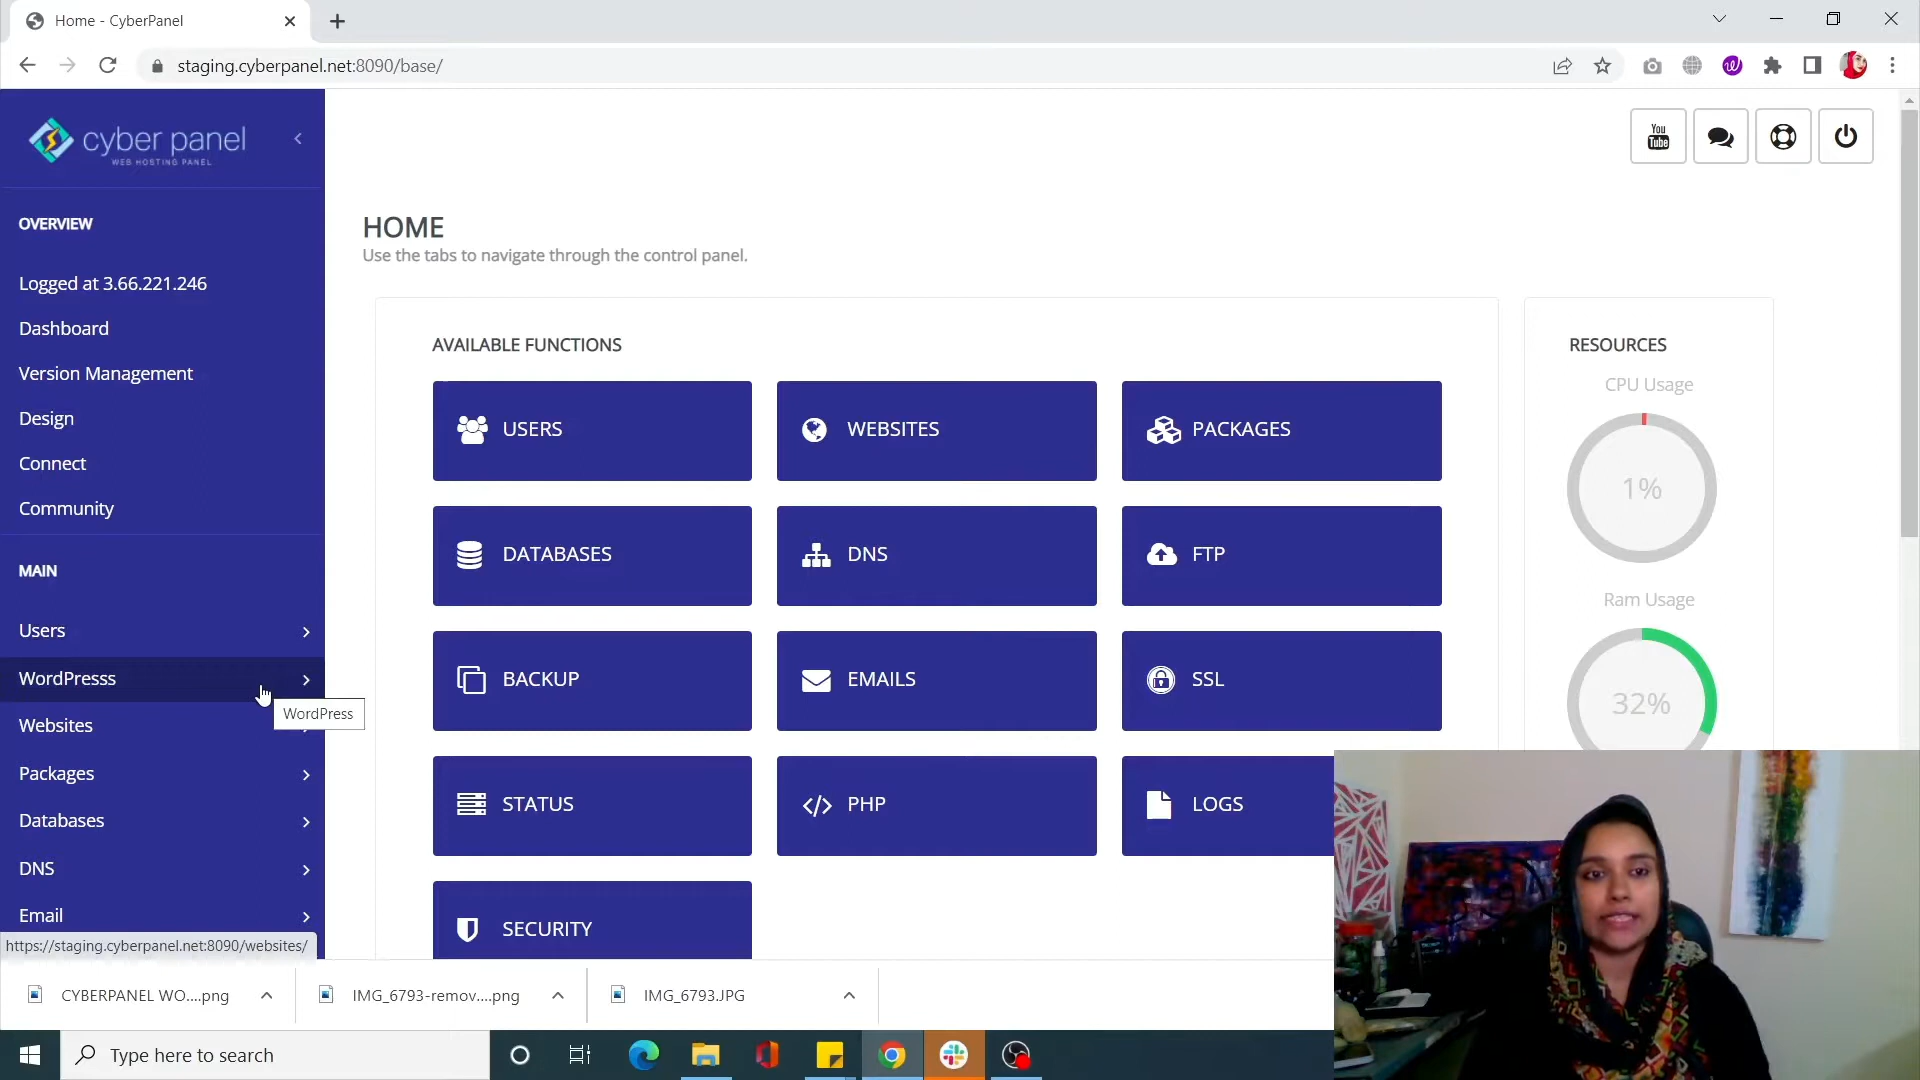 Home - CyberPanel
staging.cyberpanel.net:8090/base/
cyber panel
WEB HOSTING PANEL
You
Tube
OVERVIEW
Logged at 3.66.221.246
Dashboard
Version Management
Design
Connect
Community
MAIN
Users
WordPresss
WordPress
Websites
Packages
Databases
DNS
Email
https://staging.cyberpanel.net:8090/websites/
HOME
Use the tabs to navigate through the control panel.
AVAILABLE FUNCTIONS
USERS
WEBSITES
PACKAGES
DATABASES
DNS
FTP
BACKUP
EMAILS
SSL
STATUS
PHP
LOGS
SECURITY
RESOURCES
CPU Usage
1%
Ram Usage
32%
CYBERPANEL WO....png
IMG_6793-remov....png
IMG_6793.JPG
Type here to search